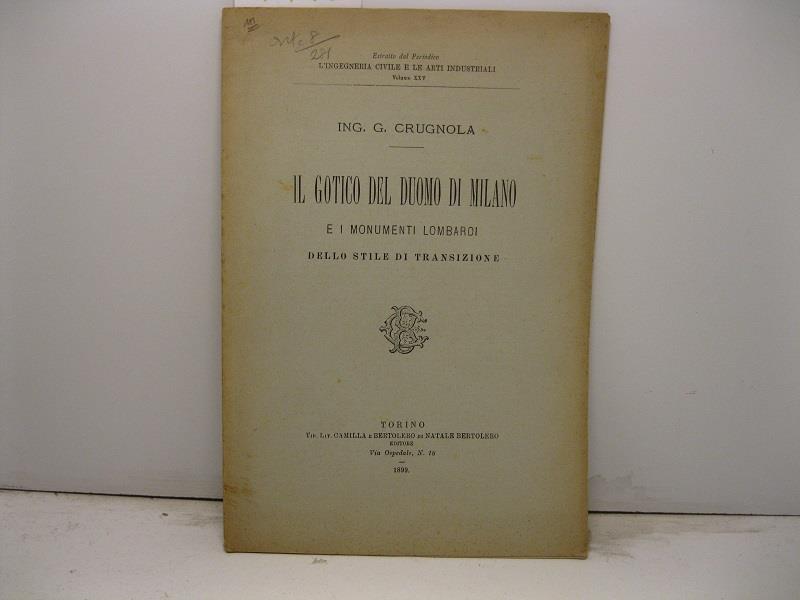 Estratto dal Periodico
L'INGEGNERIA CIVILE E LE ARTI INDUSTRIALI
Volume XXV
ING. G. CRUGNOLA
IL GOTICO DEL DUOMO DI MILANO
E I MONUMENTI LOMBARDI
DELLO STILE DI TRANSIZIONE
TORINO
TIP. LIT. CAMILLA E BERTOLERO DI NATALE BERTOLERO
EDITORE
Via Ospedale, N. 18
1899.